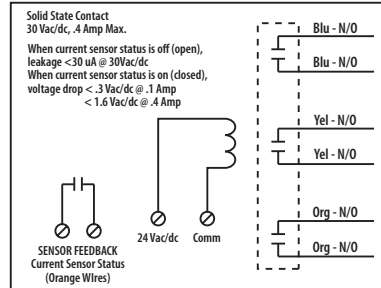 Solid State Contact
30 Vac/dc, .4 Amp Max.
When current sensor status is off (open),
leakage <30 uA @ 30Vac/dc
When current sensor status is on (closed),
voltage drop < .3 Vac/dc @ .1 Amp
< 1.6 Vac/dc @ .4 Amp
Blu - N/O
Blu - N/O
Yel - N/O
Yel - N/O
Org - N/O
Org - N/O
24 Vac/dc
Comm
SENSOR FEEDBACK
Current Sensor Status
(Orange WIres)